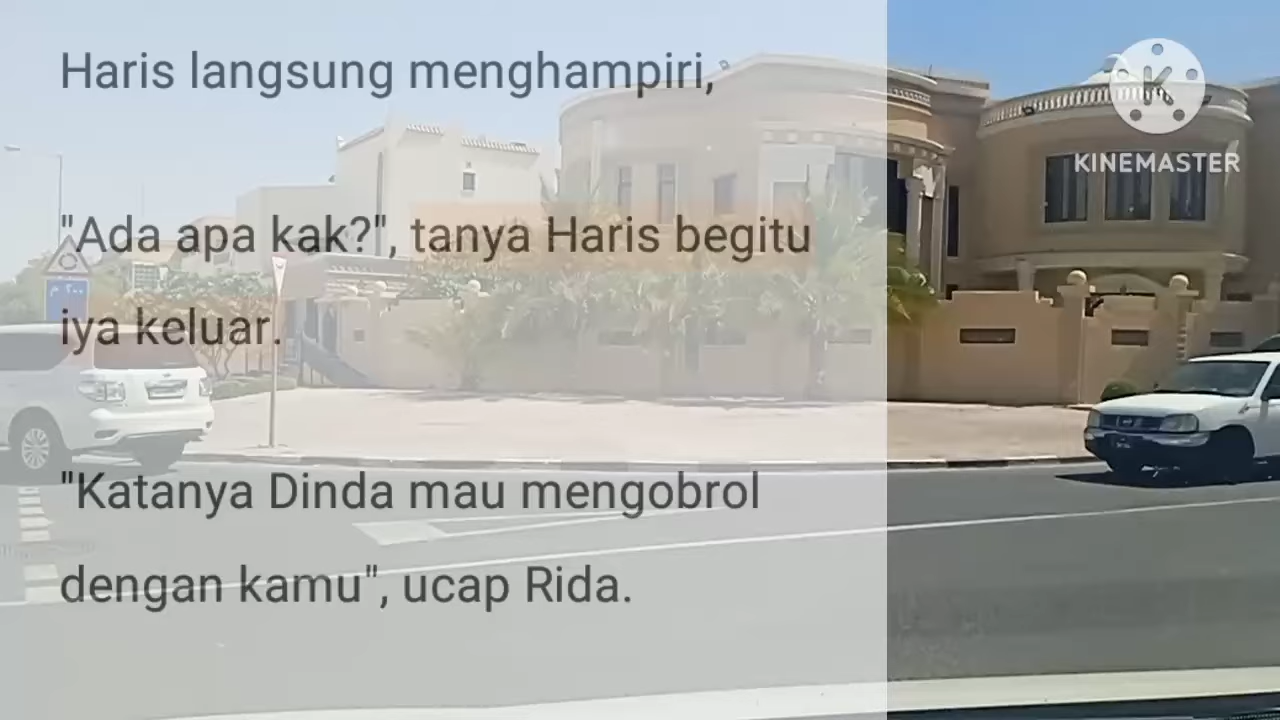 Haris langsung menghampiri,
"Ada apa kak?", tanya Haris begitu
iya keluar.
"Katanya Dinda mau mengobrol
dengan kamu", ucap Rida.
KINEMASTER
٢٠٠ م